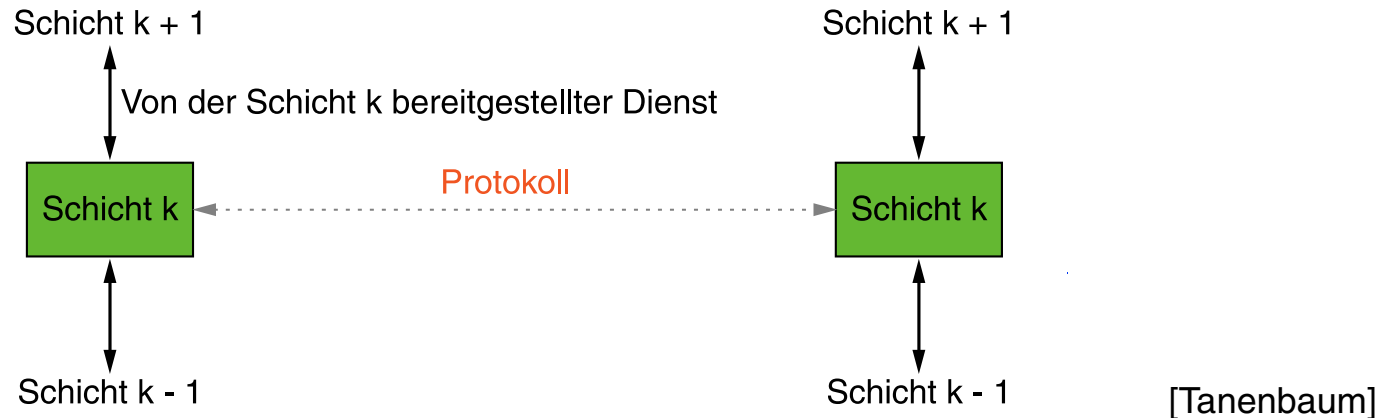 Schicht k + 1
Schicht k + 1
Von der Schicht k bereitgestellter Dienst
Protokoll
Schicht k
Schicht k
Schicht k - 1
Schicht k - 1
[Tanenbaum]